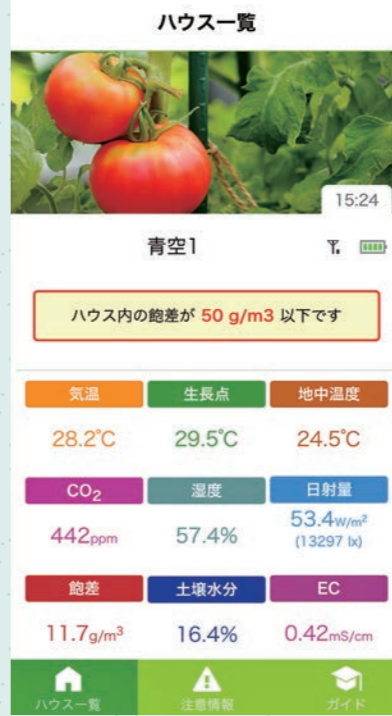 ハウス一覧
15:24
青空1
ハウス内の飽差が 50 g/m3 以下です
気温 生長点 地中温度
28.2℃ 29.5℃ 24.5℃
CO₂ 湿度 日射量
442ppm 57.4% 53.4W/m²
(13297 lx)
飽差 土壌水分 EC
11.7g/m³ 16.4% 0.42mS/cm
ハウス一覧 注意情報 ガイド